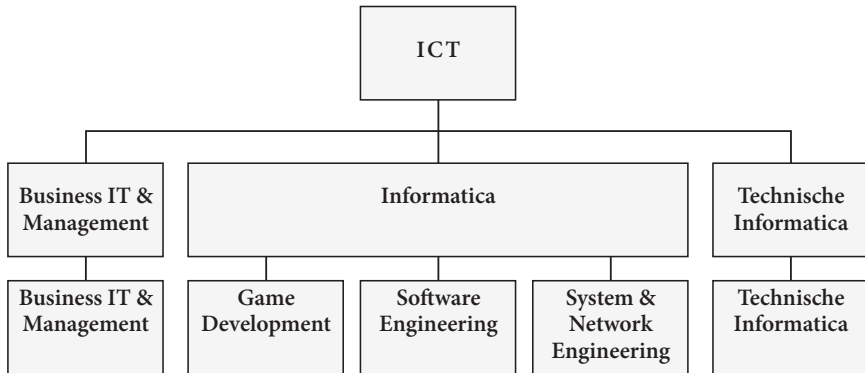 ICT
Business IT &
Management
Informatica
Technische
Informatica
Business IT &
Management
Game
Development
Software
Engineering
System &
Network
Engineering
Technische
Informatica